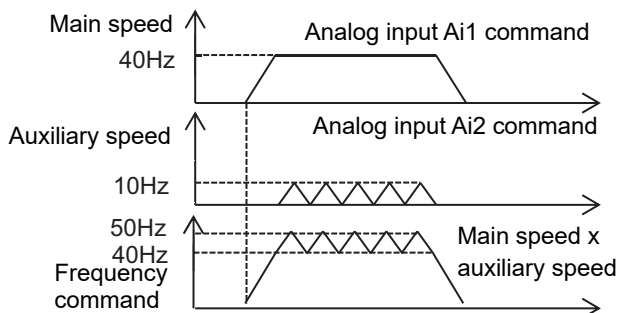 Main speed
Analog input Ai1 command
40Hz
Analog input Ai2 command
Auxiliary speed
10Hz
50Hz
40Hz
Main speed x
auxiliary speed
Frequency
command